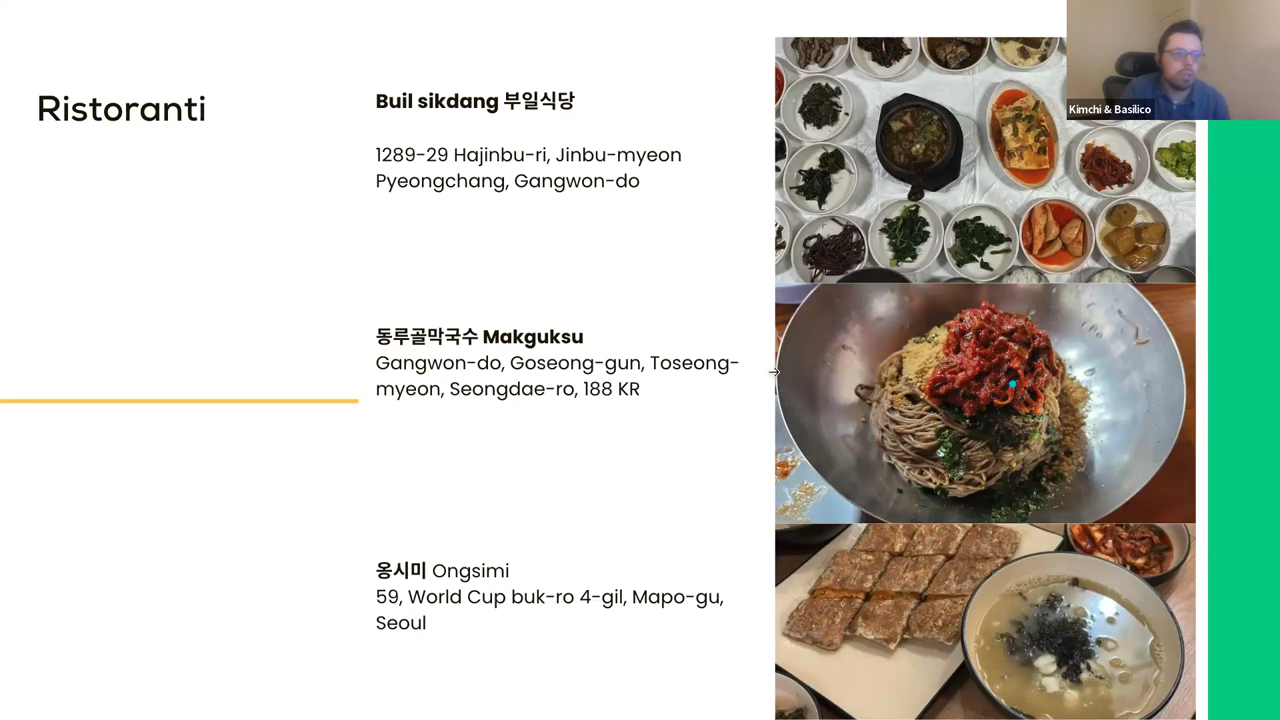 Ristoranti
Buil sikdang 부일식당
1289-29 Hajinbu-ri, Jinbu-myeon
Pyeongchang, Gangwon-do
동루골막국수 Makguksu
Gangwon-do, Goseong-gun, Toseong-
myeon, Seongdae-ro, 188 KR
옹시미 Ongsimi
59, World Cup buk-ro 4-gil, Mapo-gu,
Seoul
Kimchi & Basilico